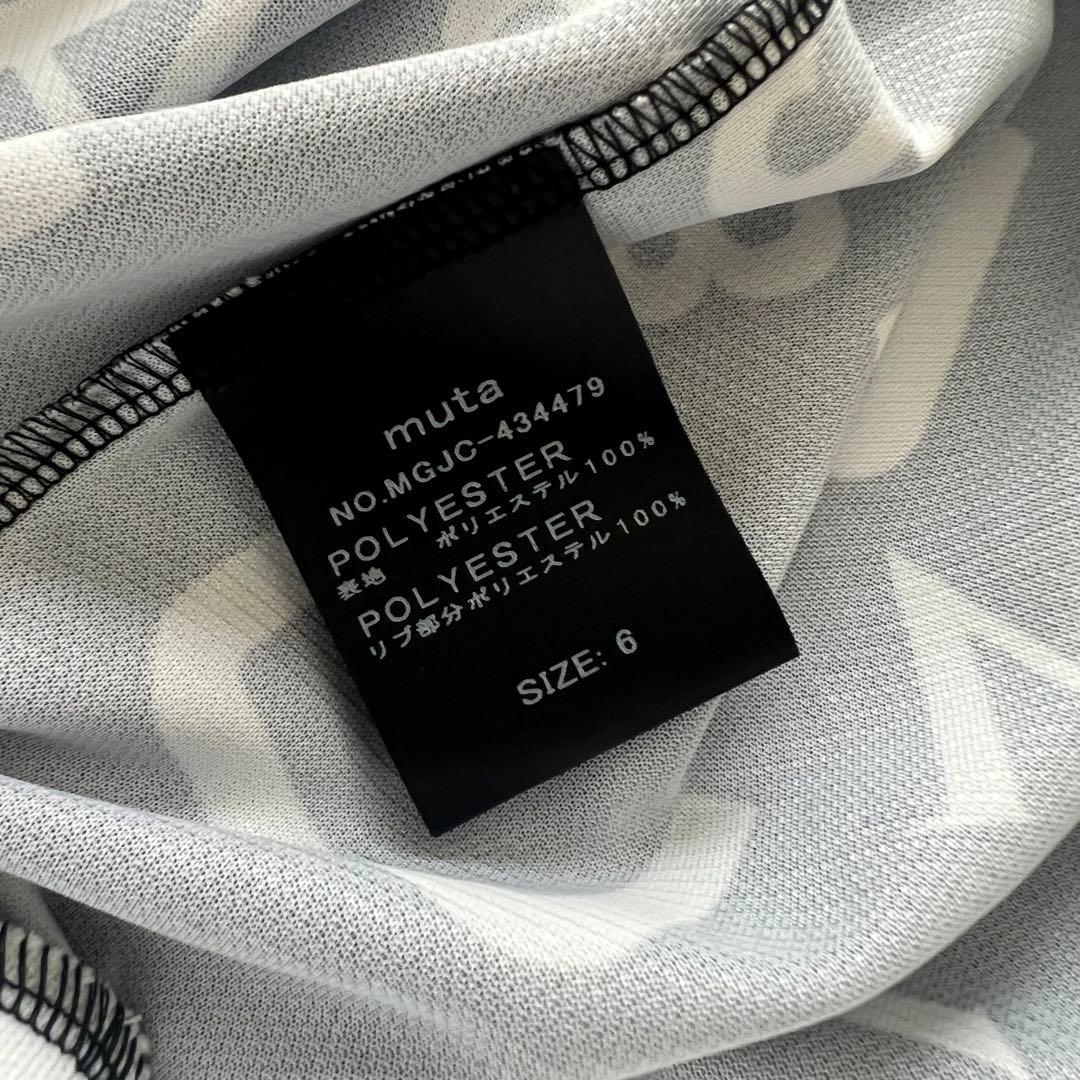 muta
NO.MGJC-434479
POLYESTER
表地 ポリエステル100%
POLYESTER
リブ部分ポリエステル100%
SIZE: 6